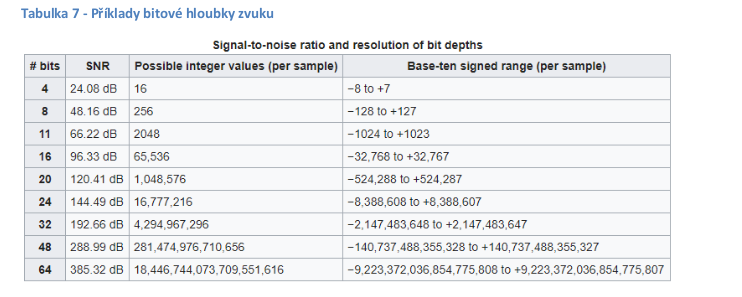 Tabulka 7 - Příklady bitové hloubky zvuku
Signal-to-noise ratio and resolution of bit depths
# bits SNR Possible integer values (per sample) Base-ten signed range (per sample)
4 24.08 dB 16 −8 to +7
8 48.16 dB 256 −128 to +127
11 66.22 dB 2048 −1024 to +1023
16 96.33 dB 65,536 −32,768 to +32,767
20 120.41 dB 1,048,576 −524,288 to +524,287
24 144.49 dB 16,777,216 −8,388,608 to +8,388,607
32 192.66 dB 4,294,967,296 −2,147,483,648 to +2,147,483,647
48 288.99 dB 281,474,976,710,656 −140,737,488,355,328 to +140,737,488,355,327
64 385.32 dB 18,446,744,073,709,551,616 −9,223,372,036,854,775,808 to +9,223,372,036,854,775,807